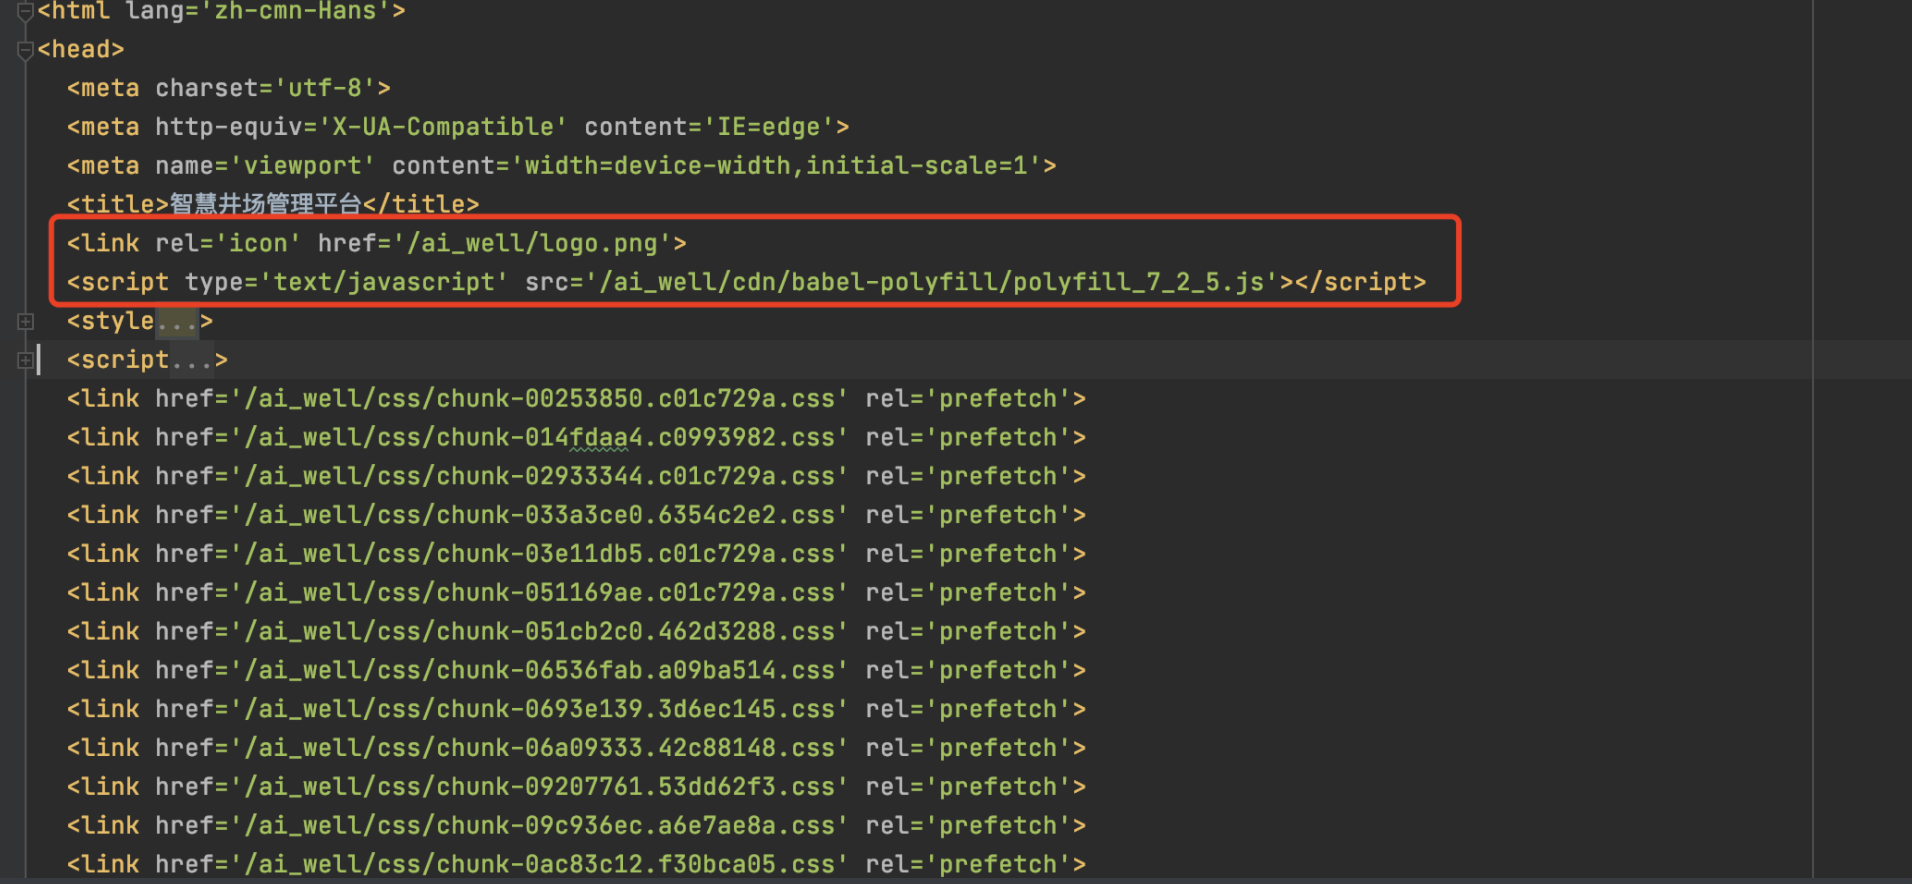 <html lang='zh-cmn-Hans'>
<head>
<meta charset='utf-8'>
<meta http-equiv='X-UA-Compatible' content='IE=edge'>
<meta name='viewport' content='width=device-width,initial-scale=1'>
<title>智慧井场管理平台</title>
<link rel='icon' href='/ai_well/logo.png'>
<script type='text/javascript' src='/ai_well/cdn/babel-polyfill/polyfill_7_2_5.js'></script>
<style...>
<script...>
<link href='/ai_well/css/chunk-00253850.c01c729a.css' rel='prefetch'>
<link href='/ai_well/css/chunk-014fdaa4.c0993982.css' rel='prefetch'>
<link href='/ai_well/css/chunk-02933344.c01c729a.css' rel='prefetch'>
<link href='/ai_well/css/chunk-033a3ce0.6354c2e2.css' rel='prefetch'>
<link href='/ai_well/css/chunk-03e11db5.c01c729a.css' rel='prefetch'>
<link href='/ai_well/css/chunk-051169ae.c01c729a.css' rel='prefetch'>
<link href='/ai_well/css/chunk-051cb2c0.462d3288.css' rel='prefetch'>
<link href='/ai_well/css/chunk-06536fab.a09ba514.css' rel='prefetch'>
<link href='/ai_well/css/chunk-0693e139.3d6ec145.css' rel='prefetch'>
<link href='/ai_well/css/chunk-06a09333.42c88148.css' rel='prefetch'>
<link href='/ai_well/css/chunk-09207761.53dd62f3.css' rel='prefetch'>
<link href='/ai_well/css/chunk-09c936ec.a6e7ae8a.css' rel='prefetch'>
<link href='/ai_well/css/chunk-0ac83c12.f30bca05.css' rel='prefetch'>